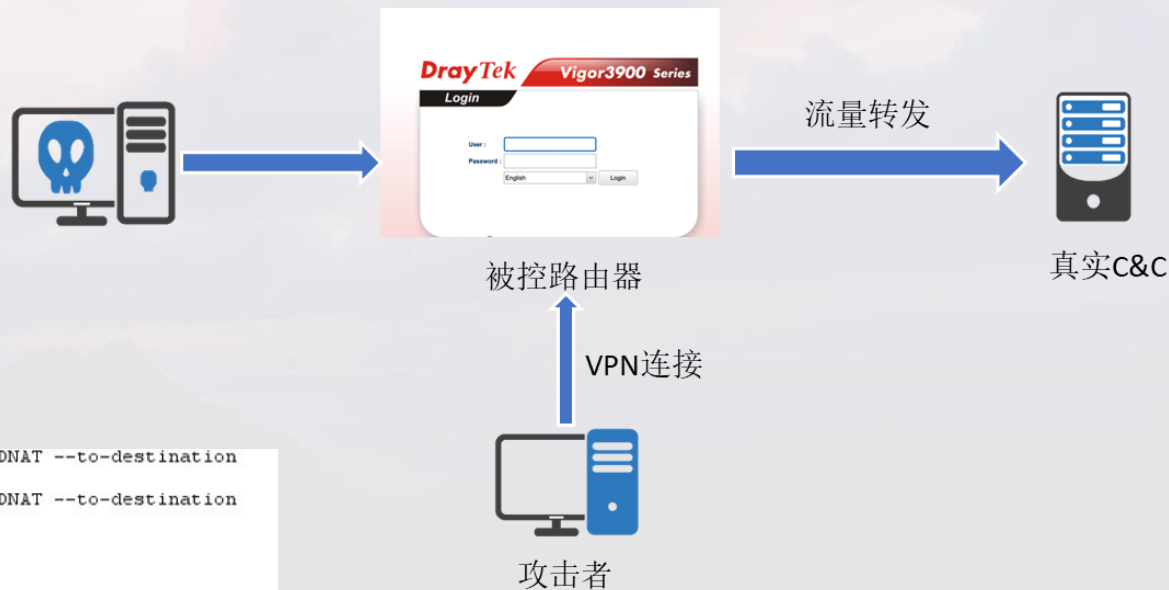 DrayTek Vigor3900 Series
Login
User :
Password :
English Login
流量转发
被控路由器
真实C&C
VPN连接
DNAT --to-destination
DNAT --to-destination
攻击者